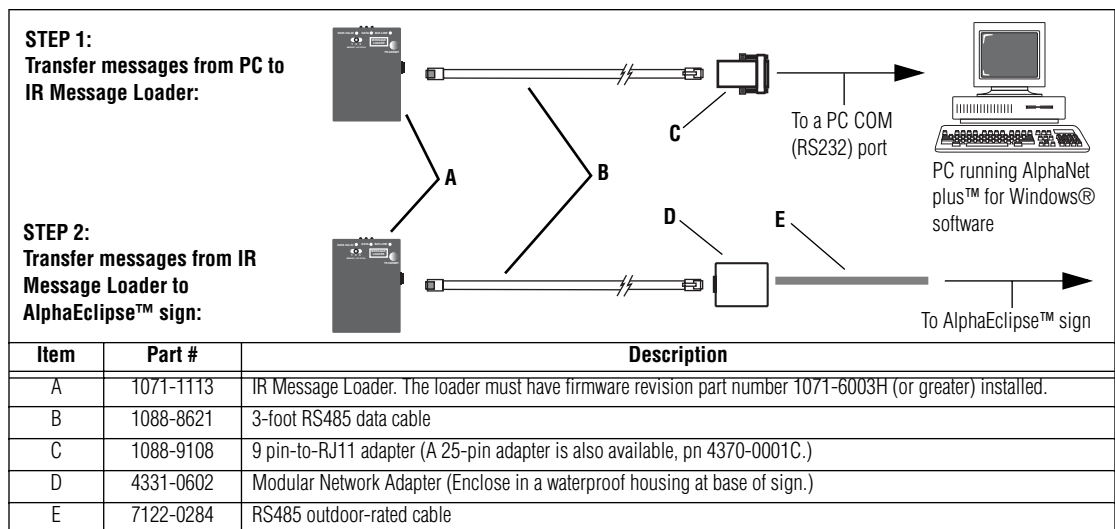 STEP 1:
Transfer messages from PC to
IR Message Loader:
A
B
C
To a PC COM
(RS232) port
PC running AlphaNet
plus™ for Windows®
software
STEP 2:
Transfer messages from IR
Message Loader to
AlphaEclipse™ sign:
D
E
To AlphaEclipse™ sign
Item Part # Description
A 1071-1113 IR Message Loader. The loader must have firmware revision part number 1071-6003H (or greater) installed.
B 1088-8621 3-foot RS485 data cable
C 1088-9108 9 pin-to-RJ11 adapter (A 25-pin adapter is also available, pn 4370-0001C.)
D 4331-0602 Modular Network Adapter (Enclose in a waterproof housing at base of sign.)
E 7122-0284 RS485 outdoor-rated cable